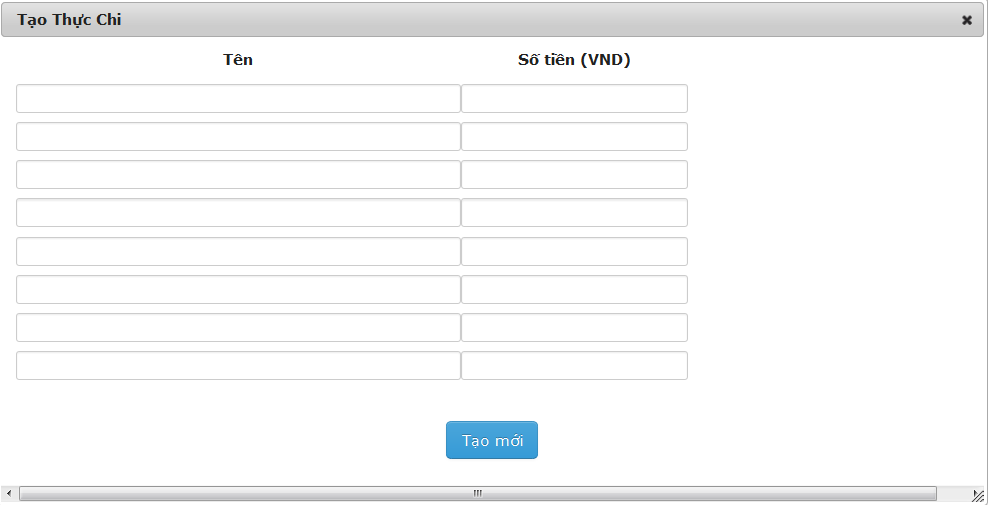 Tạo Thực Chi
Tên Số tiền (VND)
Tạo mới